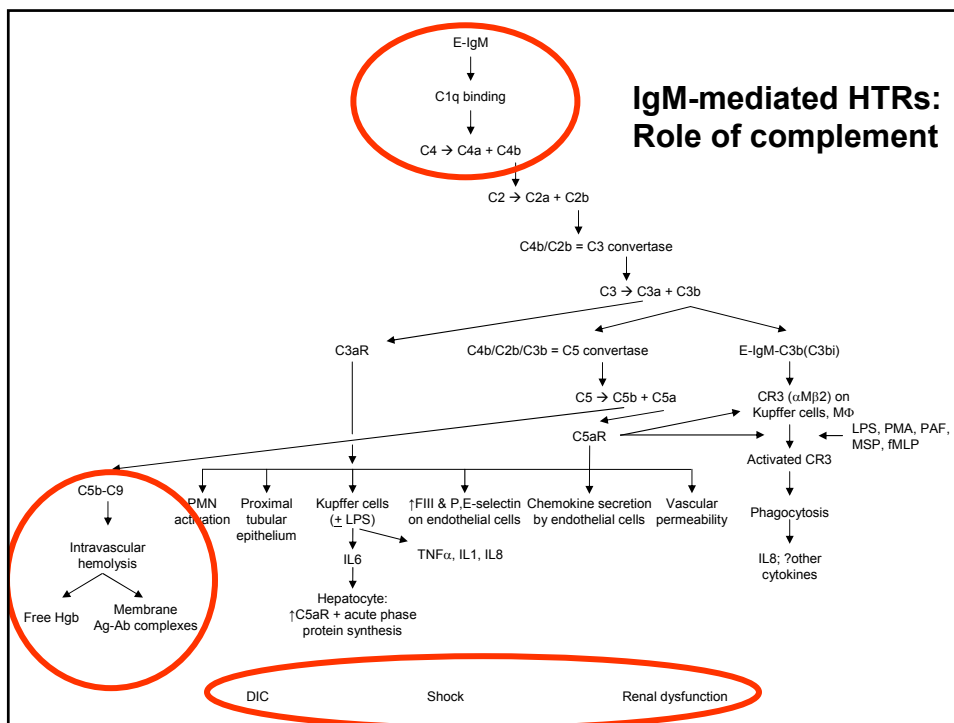 IgM-mediated HTRs:
Role of complement
E-IgM
C1q binding
C4 → C4a + C4b
C2 → C2a + C2b
C4b/C2b = C3 convertase
C3 → C3a + C3b
C3aR
C4b/C2b/C3b = C5 convertase
E-IgM-C3b(C3bi)
C5 → C5b + C5a
C5aR
CR3 (αMβ2) on
Kupffer cells, MΦ
LPS, PMA, PAF,
MSP, fMLP
Activated CR3
Phagocytosis
IL8; ?other
cytokines
C5b-C9
Intravascular
hemolysis
Free Hgb
Membrane
Ag-Ab complexes
PMN
activation
Proximal
tubular
epithelium
Kupffer cells
(± LPS)
TNFα, IL1, IL8
IL6
Hepatocyte:
↑C5aR + acute phase
protein synthesis
↑FIII & P,E-selectin
on endothelial cells
Chemokine secretion
by endothelial cells
Vascular
permeability
DIC
Shock
Renal dysfunction